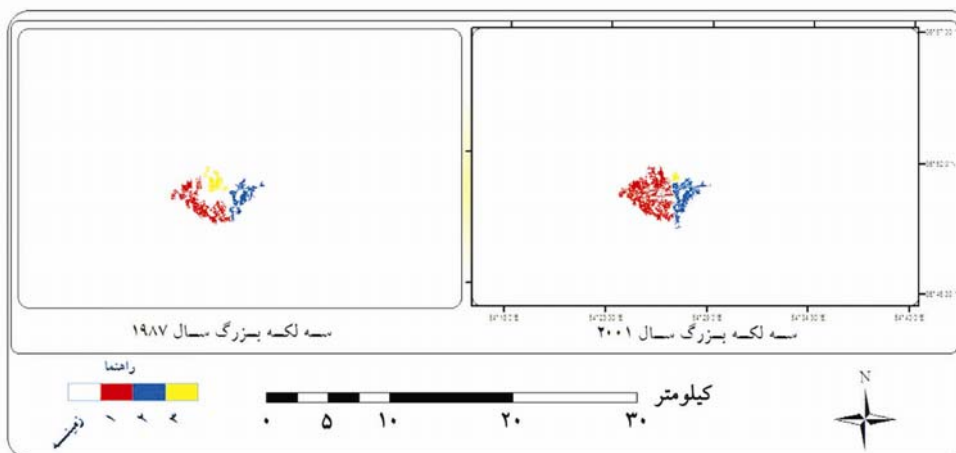 سه لکه بزرگ سال ۱۹۸۷
سه لکه بزرگ سال ۲۰۰۱
راهنما
زمینه
۱ ۲ ۳
کیلومتر
۰ ۵ ۱۰ ۲۰ ۳۰
N